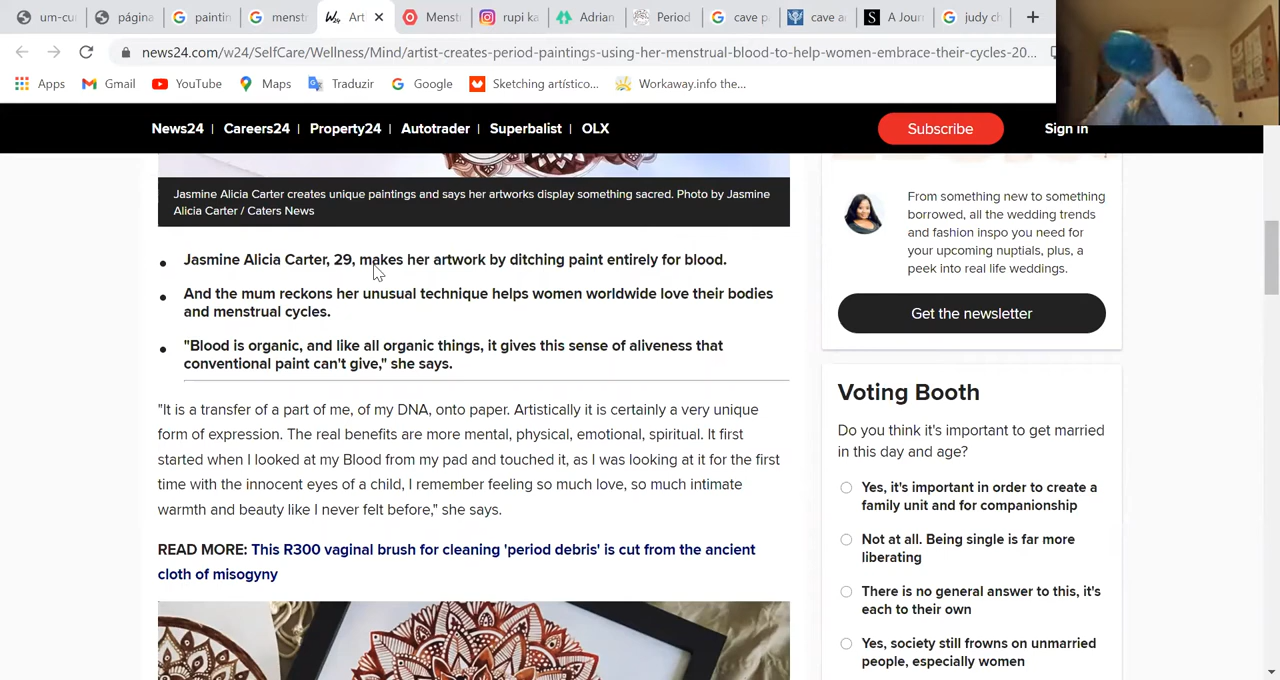 um-cu
página
paintin
menst
Art
Menst
rupi ka
Adrian
Period
cave p
cave a
A Jour
judy ch
news24.com/w24/SelfCare/Wellness/Mind/artist-creates-period-paintings-using-her-menstrual-blood-to-help-women-embrace-their-cycles-20...
Apps Gmail YouTube Maps Traduzir Google Sketching artístico... Workaway.info the...
News24 | Careers24 | Property24 | Autotrader | Superbalist | OLX
Subscribe
Sign in
Jasmine Alicia Carter creates unique paintings and says her artworks display something sacred. Photo by Jasmine
Alicia Carter / Caters News
Jasmine Alicia Carter, 29, makes her artwork by ditching paint entirely for blood.
And the mum reckons her unusual technique helps women worldwide love their bodies
and menstrual cycles.
"Blood is organic, and like all organic things, it gives this sense of aliveness that
conventional paint can't give," she says.
"It is a transfer of a part of me, of my DNA, onto paper. Artistically it is certainly a very unique
form of expression. The real benefits are more mental, physical, emotional, spiritual. It first
started when I looked at my Blood from my pad and touched it, as I was looking at it for the first
time with the innocent eyes of a child, I remember feeling so much love, so much intimate
warmth and beauty like I never felt before," she says.
READ MORE: This R300 vaginal brush for cleaning 'period debris' is cut from the ancient
cloth of misogyny
From something new to something
borrowed, all the wedding trends
and fashion inspo you need for
your upcoming nuptials, plus, a
peek into real life weddings.
Get the newsletter
Voting Booth
Do you think it's important to get married
in this day and age?
Yes, it's important in order to create a
family unit and for companionship
Not at all. Being single is far more
liberating
There is no general answer to this, it's
each to their own
Yes, society still frowns on unmarried
people, especially women